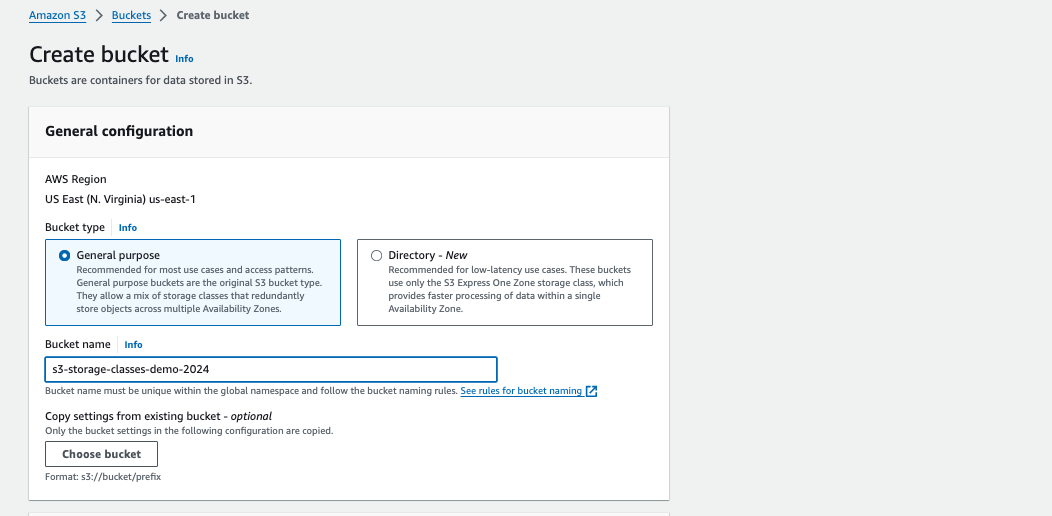 Amazon S3 > Buckets > Create bucket
Create bucket Info
Buckets are containers for data stored in S3.
General configuration
AWS Region
US East (N. Virginia) us-east-1
Bucket type Info
General purpose
Recommended for most use cases and access patterns.
General purpose buckets are the original S3 bucket type.
They allow a mix of storage classes that redundantly
store objects across multiple Availability Zones.
Directory - New
Recommended for low-latency use cases. These buckets
use only the S3 Express One Zone storage class, which
provides faster processing of data within a single
Availability Zone.
Bucket name Info
s3-storage-classes-demo-2024
Bucket name must be unique within the global namespace and follow the bucket naming rules. See rules for bucket naming
Copy settings from existing bucket - optional
Only the bucket settings in the following configuration are copied.
Choose bucket
Format: s3://bucket/prefix